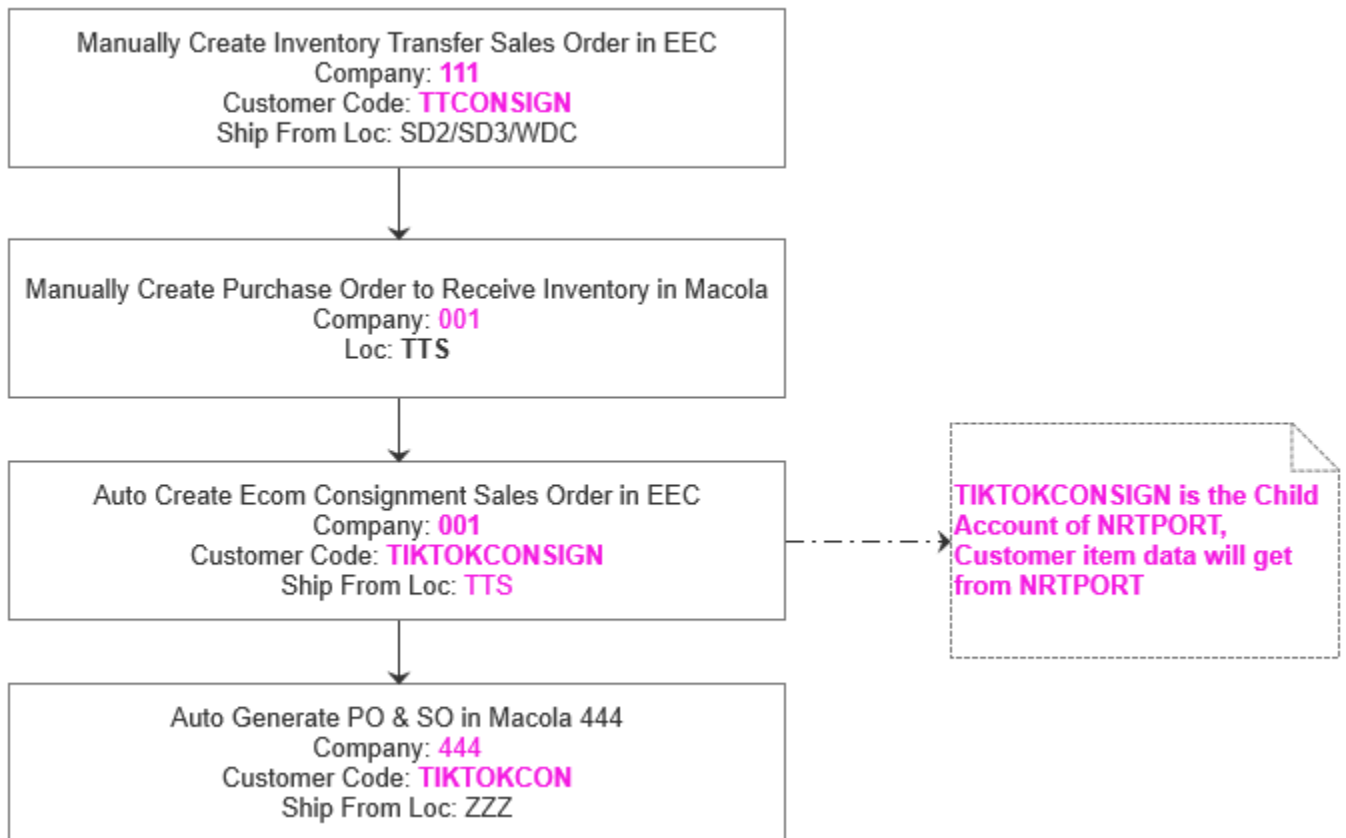 Manually Create Inventory Transfer Sales Order in EEC
Company: 111
Customer Code: TTCONSIGN
Ship From Loc: SD2/SD3/WDC
Manually Create Purchase Order to Receive Inventory in Macola
Company: 001
Loc: TTS
Auto Create Ecom Consignment Sales Order in EEC
Company: 001
Customer Code: TIKTOKCONSIGN
Ship From Loc: TTS
TIKTOKCONSIGN is the Child
Account of NRTPORT,
Customer item data will get
from NRTPORT
Auto Generate PO & SO in Macola 444
Company: 444
Customer Code: TIKTOKCON
Ship From Loc: ZZZ